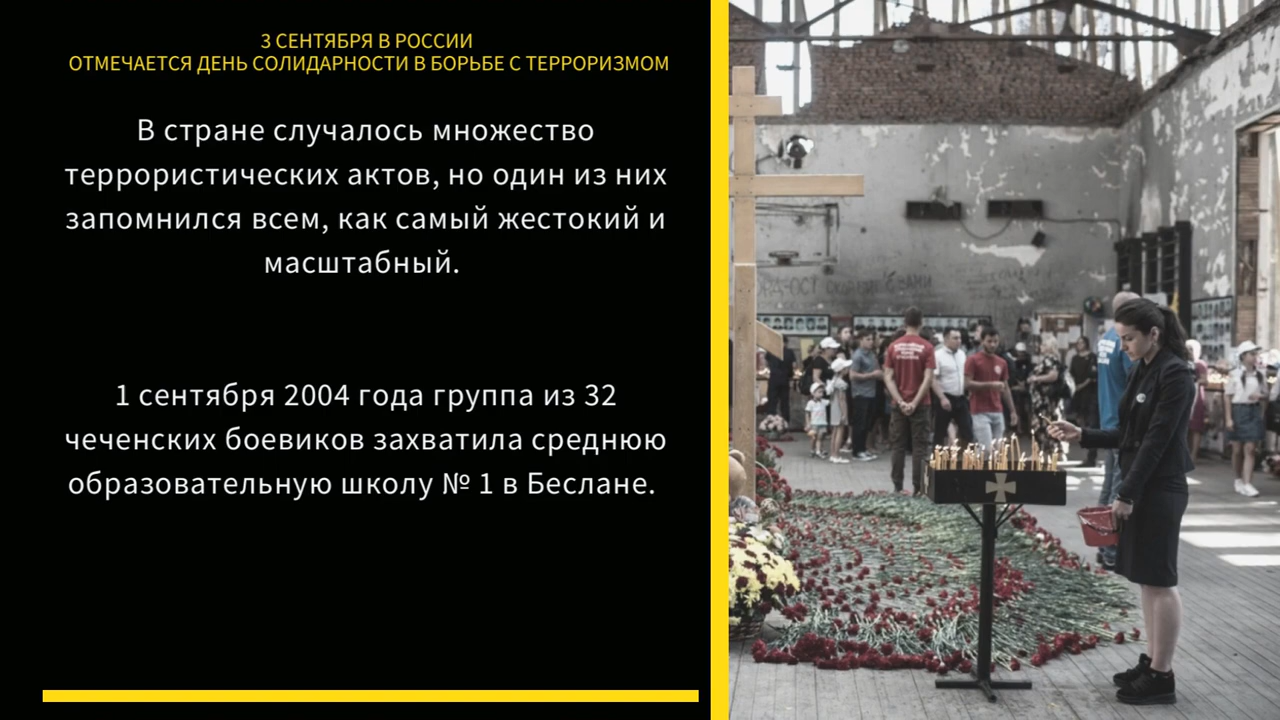 3 СЕНТЯБРЯ В РОССИИ
ОТМЕЧАЕТСЯ ДЕНЬ СОЛИДАРНОСТИ В БОРЬБЕ С ТЕРРОРИЗМОМ
В стране случалось множество
террористических актов, но один из них
запомнился всем, как самый жестокий и
масштабный.
1 сентября 2004 года группа из 32
чеченских боевиков захватила среднюю
образовательную школу № 1 в Беслане.